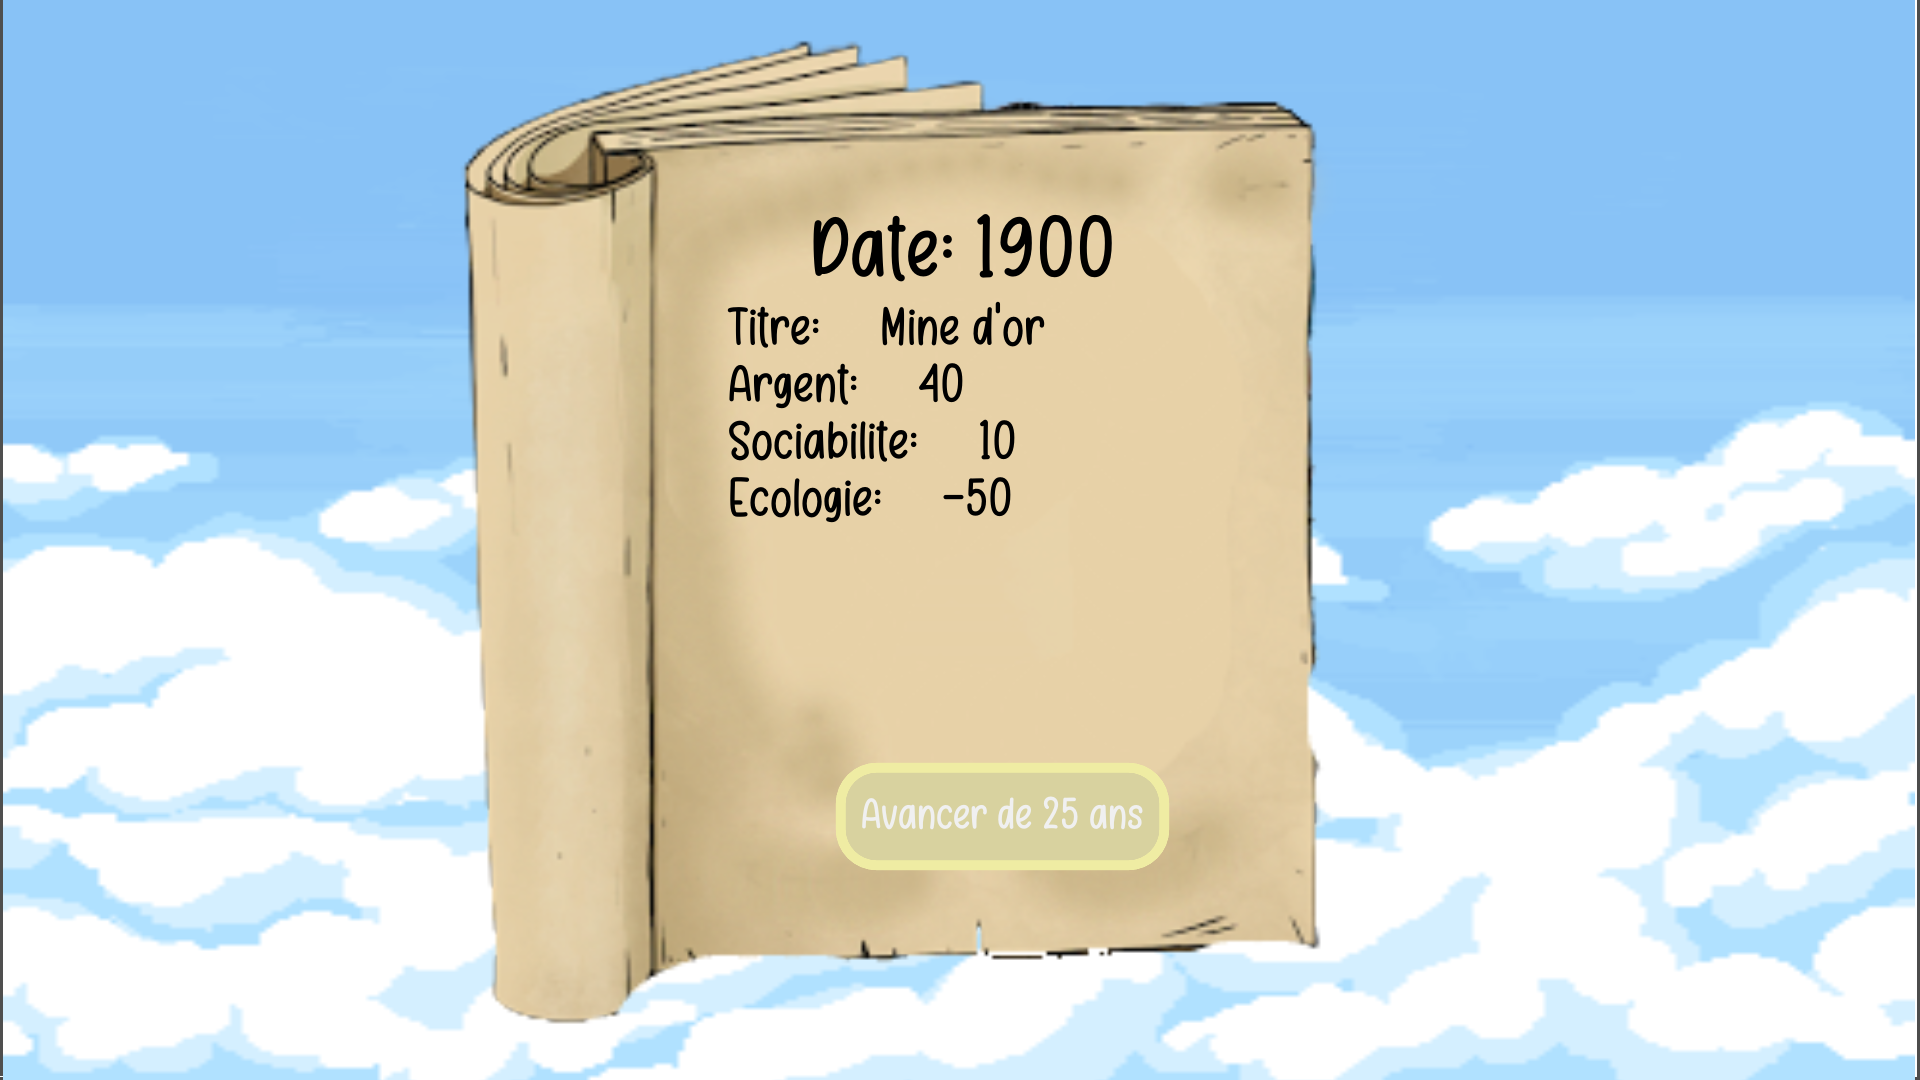 Date: 1900
Titre: Mine d'or
Argent: 40
Sociabilite: 10
Ecologie: -50
Avancer de 25 ans